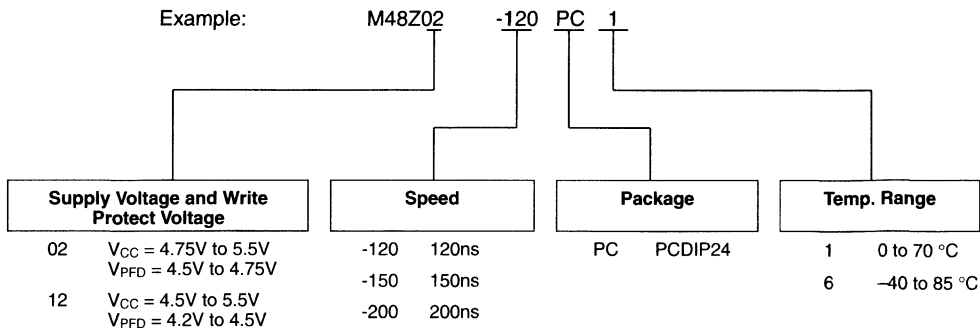 Example: M48Z02 -120 PC 1
Supply Voltage and Write
Protect Voltage
02 VCC = 4.75V to 5.5V
VPFD = 4.5V to 4.75V
12 VCC = 4.5V to 5.5V
VPFD = 4.2V to 4.5V
Speed
-120 120ns
-150 150ns
-200 200ns
Package
PC PCDIP24
Temp. Range
1 0 to 70 °C
6 –40 to 85 °C